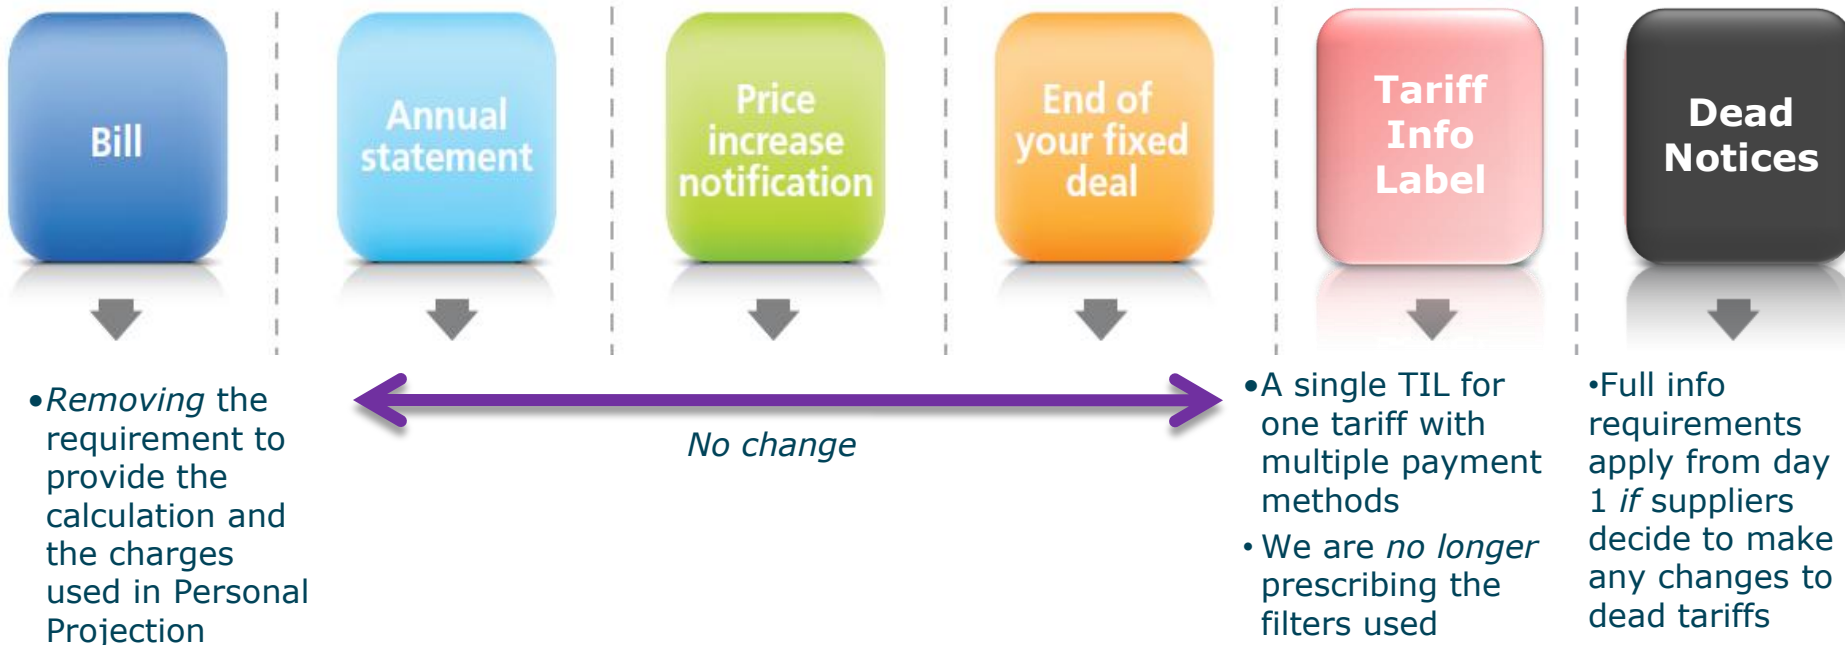 Bill
Annual
statement
Price
increase
notification
End of
your fixed
deal
Tariff
Info
Label
Dead
Notices
•Removing the
requirement to
provide the
calculation and
the charges
used in Personal
Projection
No change
•A single TIL for
one tariff with
multiple payment
methods
• We are no longer
prescribing the
filters used
•Full info
requirements
apply from day
1 if suppliers
decide to make
any changes to
dead tariffs